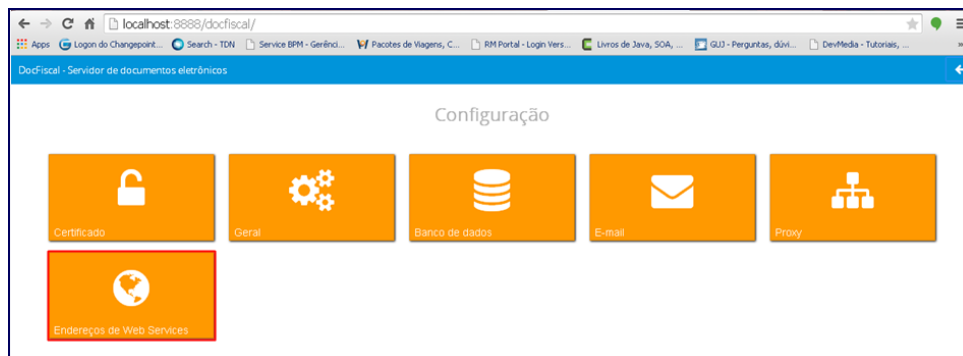 localhost:8888/docfiscal/
Apps Logon do Changepoint... Search - TDN Service BPM - Gerênci... Pacotes de Viagens, C... RM Portal - Login Vers... Livros de Java, SOA, ... GUJ - Perguntas, dúvi... DevMedia - Tutoriais, ... »
DocFiscal - Servidor de documentos eletrônicos
Configuração
Certificado Geral Banco de dados E-mail Proxy
Endereços de Web Services